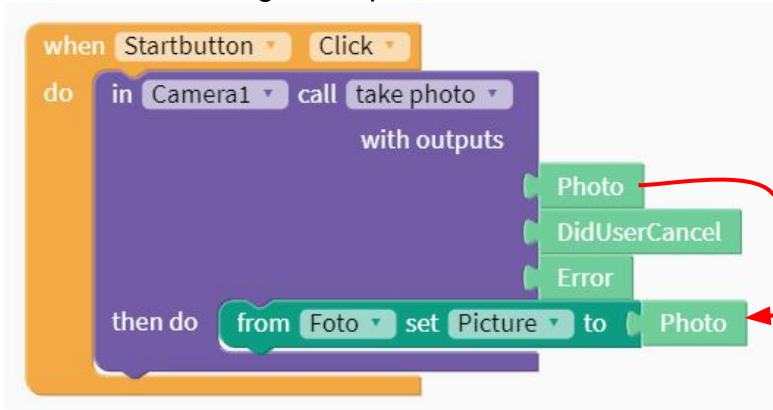 when Startbutton Click
do in Camera1 call take photo
with outputs
Photo
DidUserCancel
Error
then do from Foto set Picture to Photo